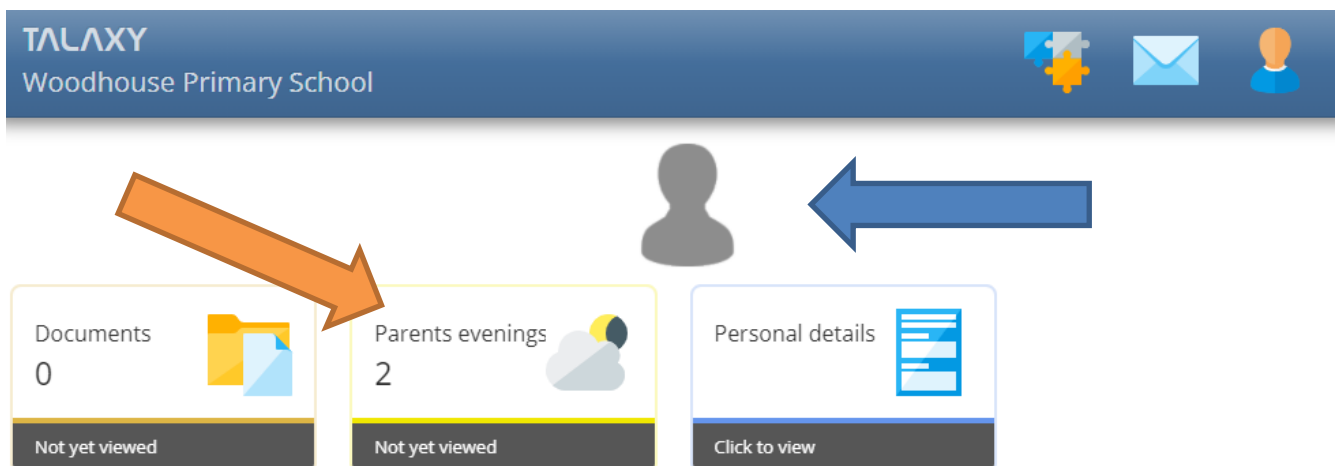 TALAXY
Woodhouse Primary School
Documents
0
Not yet viewed
Parents evenings
2
Not yet viewed
Personal details
Click to view